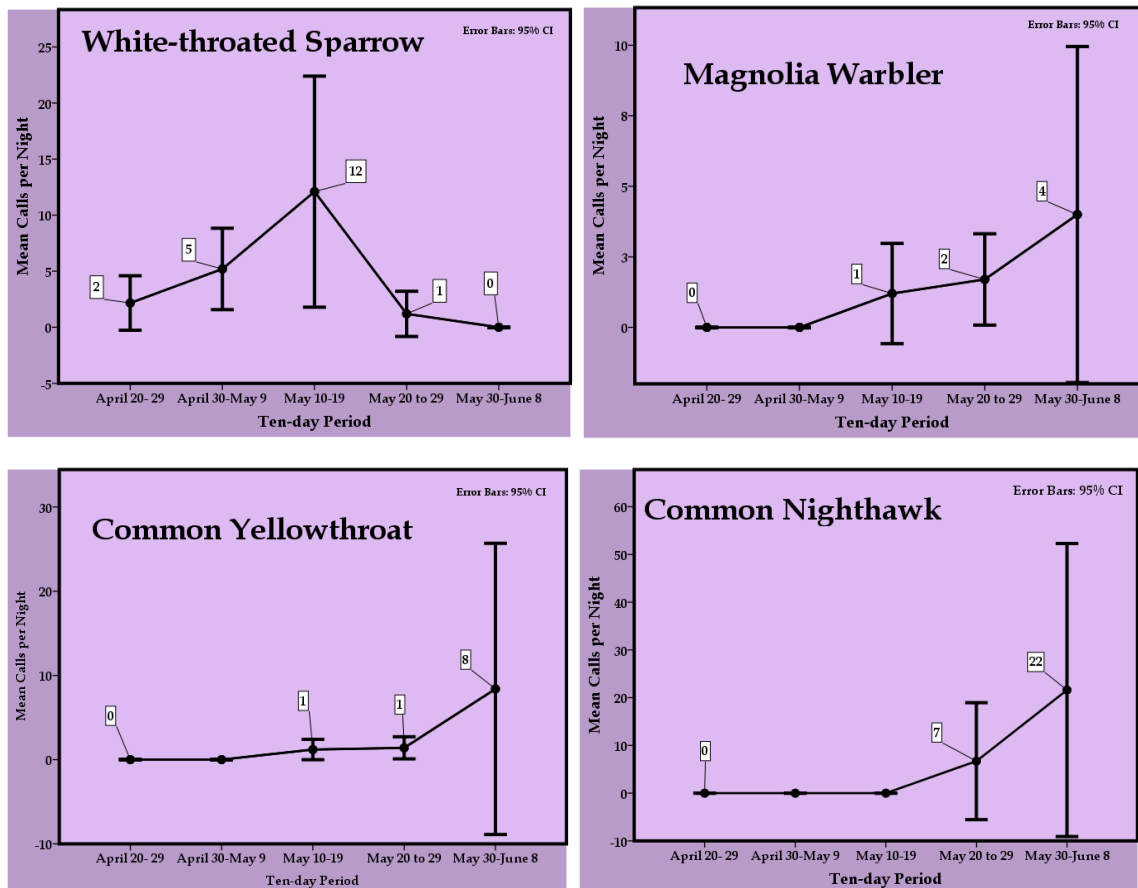 White-throated Sparrow
Error Bars: 95% CI
Mean Calls per Night
25
20
15
10
5
0
-5
2
5
12
1
0
April 20- 29
April 30-May 9
May 10-19
May 20 to 29
May 30-June 8
Ten-day Period
Magnolia Warbler
Mean Calls per Night
10
8
5
3
0
0
1
2
4
April 20- 29
April 30-May 9
May 10-19
May 20 to 29
May 30-June 8
Ten-day Period
Common Yellowthroat
Error Bars: 95% CI
Mean Calls per Night
30
20
10
0
-10
0
1
1
8
April 20- 29
April 30-May 9
May 10-19
May 20 to 29
May 30-June 8
Ten-day Period
Common Nighthawk
Error Bars: 95% CI
Mean Calls per Night
60
50
40
30
20
10
0
-10
0
7
22
April 20- 29
April 30-May 9
May 10-19
May 20 to 29
May 30-June 8
Ten-day Period